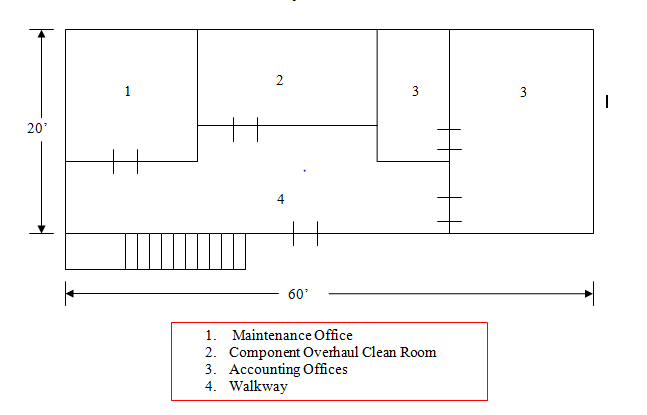 1
2
3
3
20’
4
60’
1. Maintenance Office
2. Component Overhaul Clean Room
3. Accounting Offices
4. Walkway